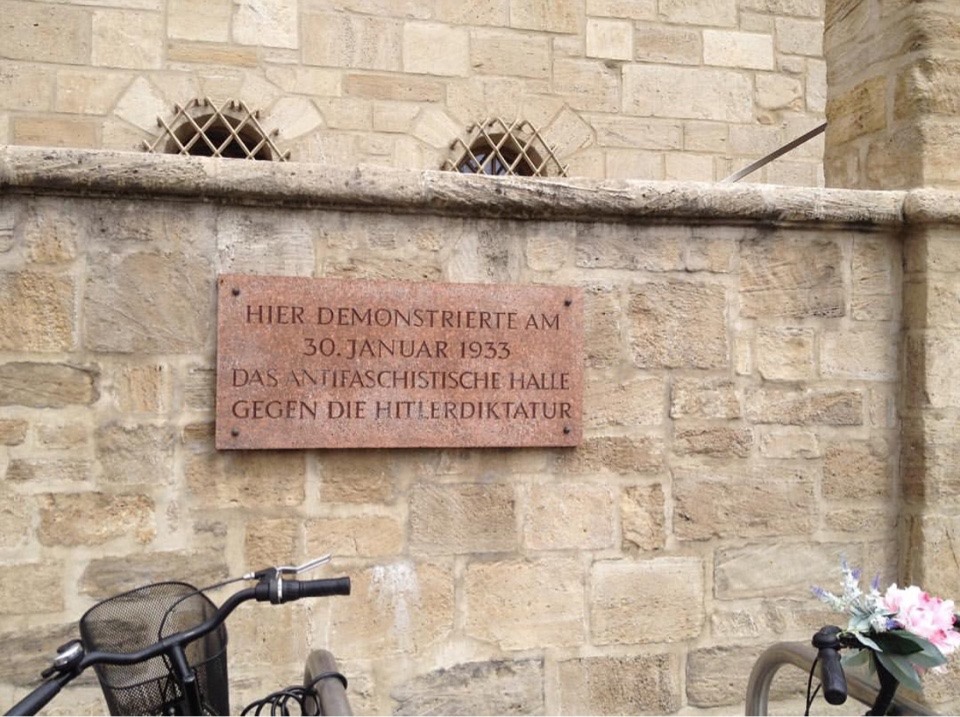 HIER DEMONSTRIERTE AM
30. JANUAR 1933
DAS ANTIFASCHISTISCHE HALLE
GEGEN DIE HITLERDIKTATUR